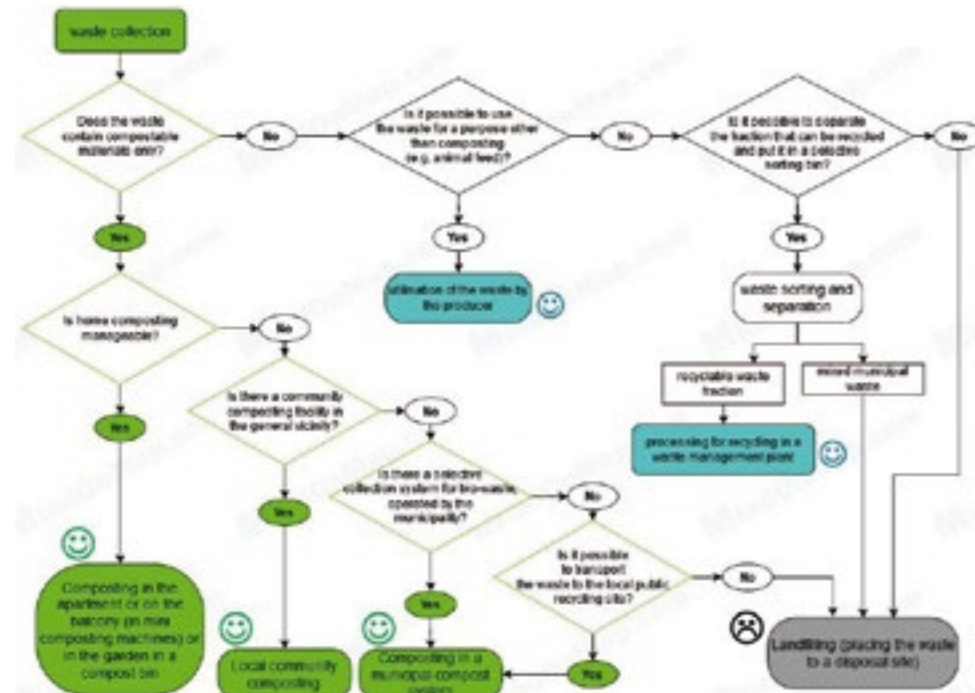 waste collection
Does the waste
contain compostable
materials only?
No
Is it possible to use
the waste for a purpose other
than composting
(e.g. animal feed)?
No
Is it possible to separate
the fraction that can be recycled
and put it in a selective
sorting bin?
No
Yes
Yes
Yes
utilisation of the waste by
the producer
waste sorting and
separation
Is home composting
manageable?
No
recyclable waste
fraction
mixed municipal
waste
Is there a community
composting facility in
the general vicinity?
No
Yes
processing for recycling in a
waste management plant
Is there a selective
collection system for bio-waste,
operated by the
municipality?
No
Yes
Is it possible
to transport
the waste to the local public
recycling site?
No
Composting in the
apartment or on the
balcony (in mini
composting machines) or
in the garden in a
compost bin
Yes
Local community
composting
Composting in a
municipal compost
Yes
Landfilling (placing the waste
to a disposal site)